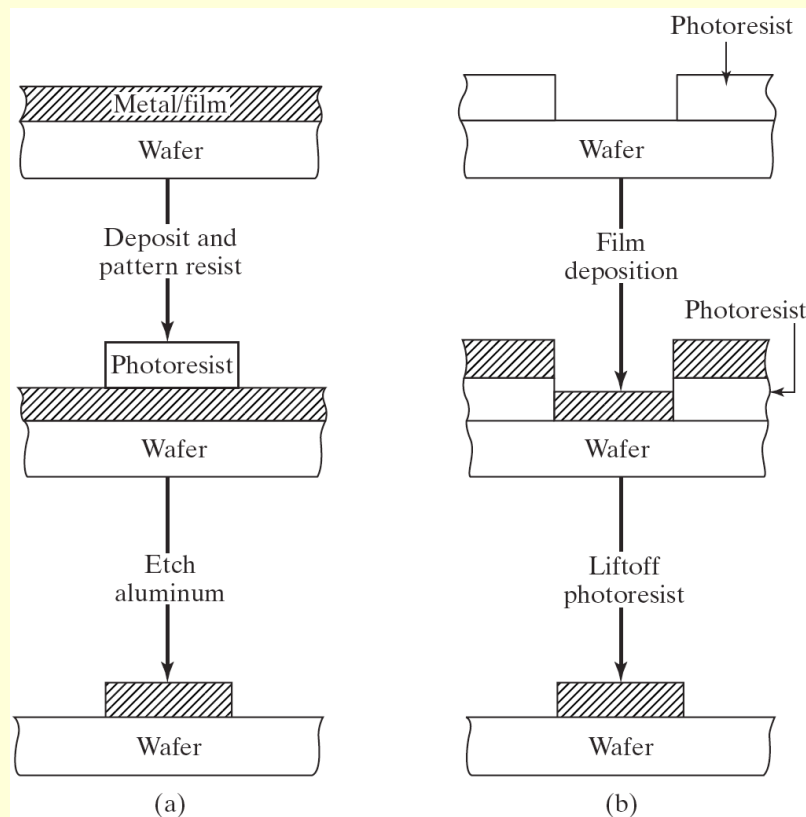 Metal/film
Wafer
Deposit and
pattern resist
Photoresist
Wafer
Etch
aluminum
Wafer
(a)
Photoresist
Wafer
Film
deposition
Photoresist
Wafer
Liftoff
photoresist
Wafer
(b)